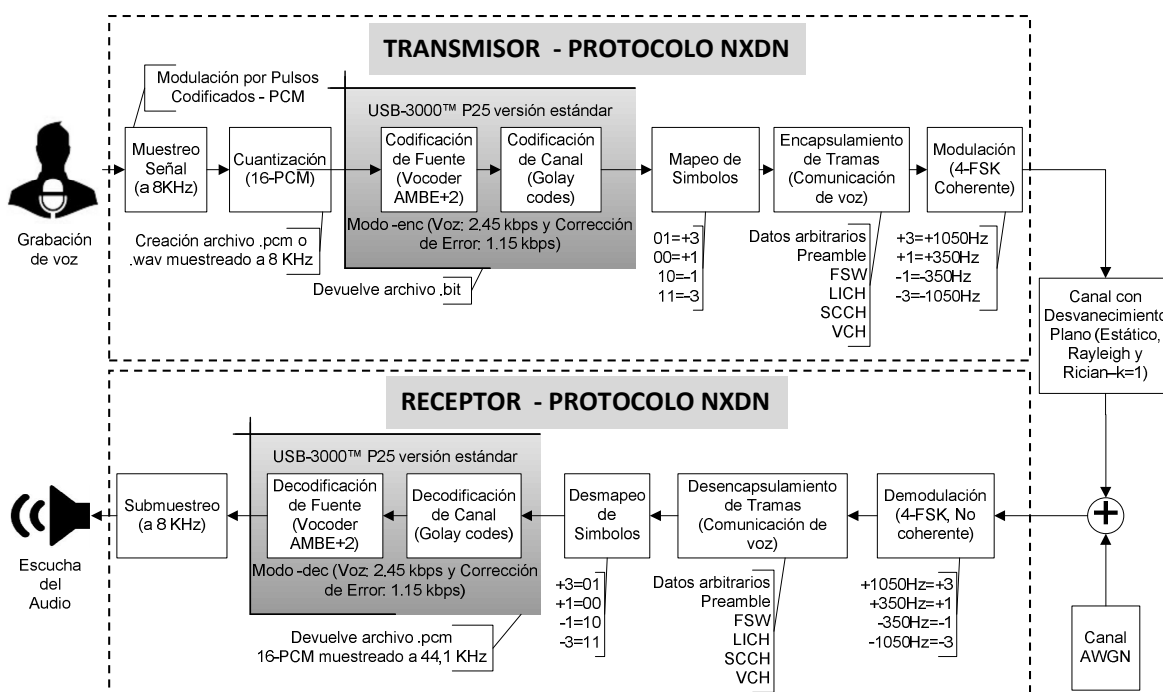 TRANSMISOR - PROTOCOLO NXDN
Modulación por Pulsos
Codificados - PCM
USB-3000™ P25 versión estándar
Grabación
de voz
Muestreo
Señal
(a 8KHz)
Cuantización
(16-PCM)
Codificación
de Fuente
(Vocoder
AMBE+2)
Codificación
de Canal
(Golay
codes)
Modo -enc (Voz: 2.45 kbps y Corrección
de Error: 1.15 kbps)
Creación archivo .pcm o
.wav muestreado a 8 KHz
Devuelve archivo .bit
Mapeo de
Simbolos
01=+3
00=+1
10=-1
11=-3
Encapsulamiento
de Tramas
(Comunicación
de voz)
Datos arbitrarios
Preamble
FSW
LICH
SCCH
VCH
Modulación
(4-FSK
Coherente)
+3=+1050Hz
+1=+350Hz
-1=-350Hz
-3=-1050Hz
Canal con
Desvanecimiento
Plano (Estático,
Rayleigh y
Rician–k=1)
RECEPTOR - PROTOCOLO NXDN
USB-3000™ P25 versión estándar
Escucha
del
Audio
Submuestreo
(a 8 KHz)
Decodificación
de Fuente
(Vocoder
AMBE+2)
Decodificación
de Canal
(Golay codes)
Modo -dec (Voz: 2.45 kbps y Corrección
de Error: 1.15 kbps)
Devuelve archivo .pcm
16-PCM muestreado a 44,1 KHz
Desmapeo
de
Simbolos
+3=01
+1=00
-1=10
-3=11
Desencapsulamiento
de Tramas
(Comunicación de
voz)
Datos arbitrarios
Preamble
FSW
LICH
SCCH
VCH
Demodulación
(4-FSK, No
coherente)
+1050Hz=+3
+350Hz=+1
-350Hz=-1
-1050Hz=-3
+
Canal
AWGN